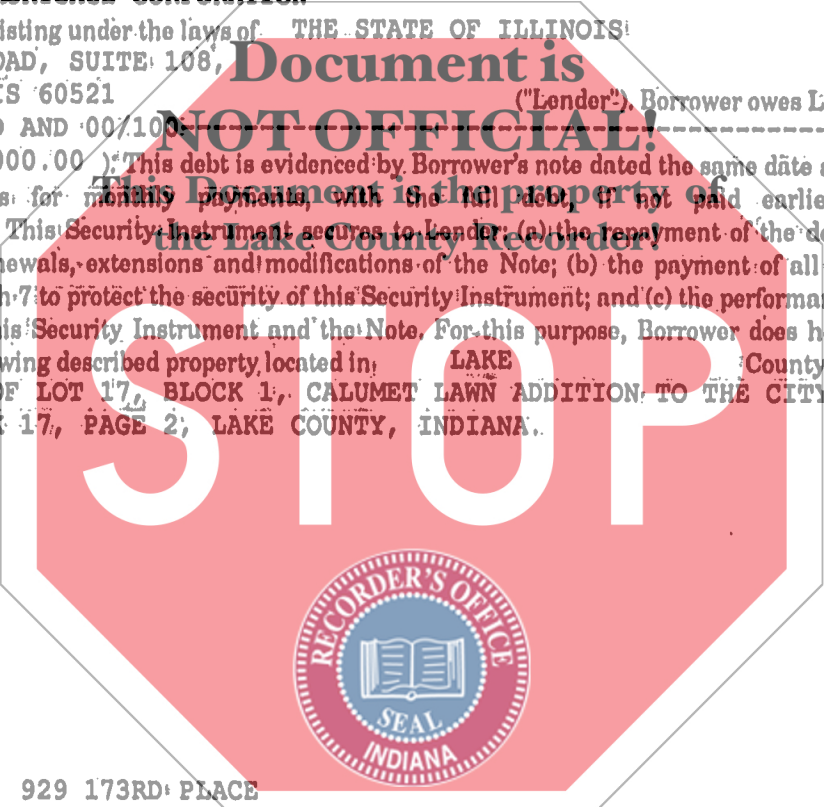 isting under the laws of THE STATE OF ILLINOIS
OAD, SUITE 108,
Document is
IS 60521
("Lender"). Borrower owes L
NOT OFFICIAL!
AND 00/100
000.00 ). This debt is evidenced by Borrower's note dated the same date
This Document is the property of
s for monthly payments, with the full debt, if not paid earlie
This Security Instrument secures to Lender: (a) the repayment of the de
the Lake County Recorder!
newals, extensions and modifications of the Note; (b) the payment of all
h 7 to protect the security of this Security Instrument; and (c) the performa
his Security Instrument and the Note. For this purpose, Borrower does h
wing described property located in LAKE County
OF LOT 17, BLOCK 1, CALUMET LAWN ADDITION TO THE CITY
K 17, PAGE 2, LAKE COUNTY, INDIANA.
STOP
RECORDER'S OFFICE
SEAL
INDIANA
929 173RD PLACE